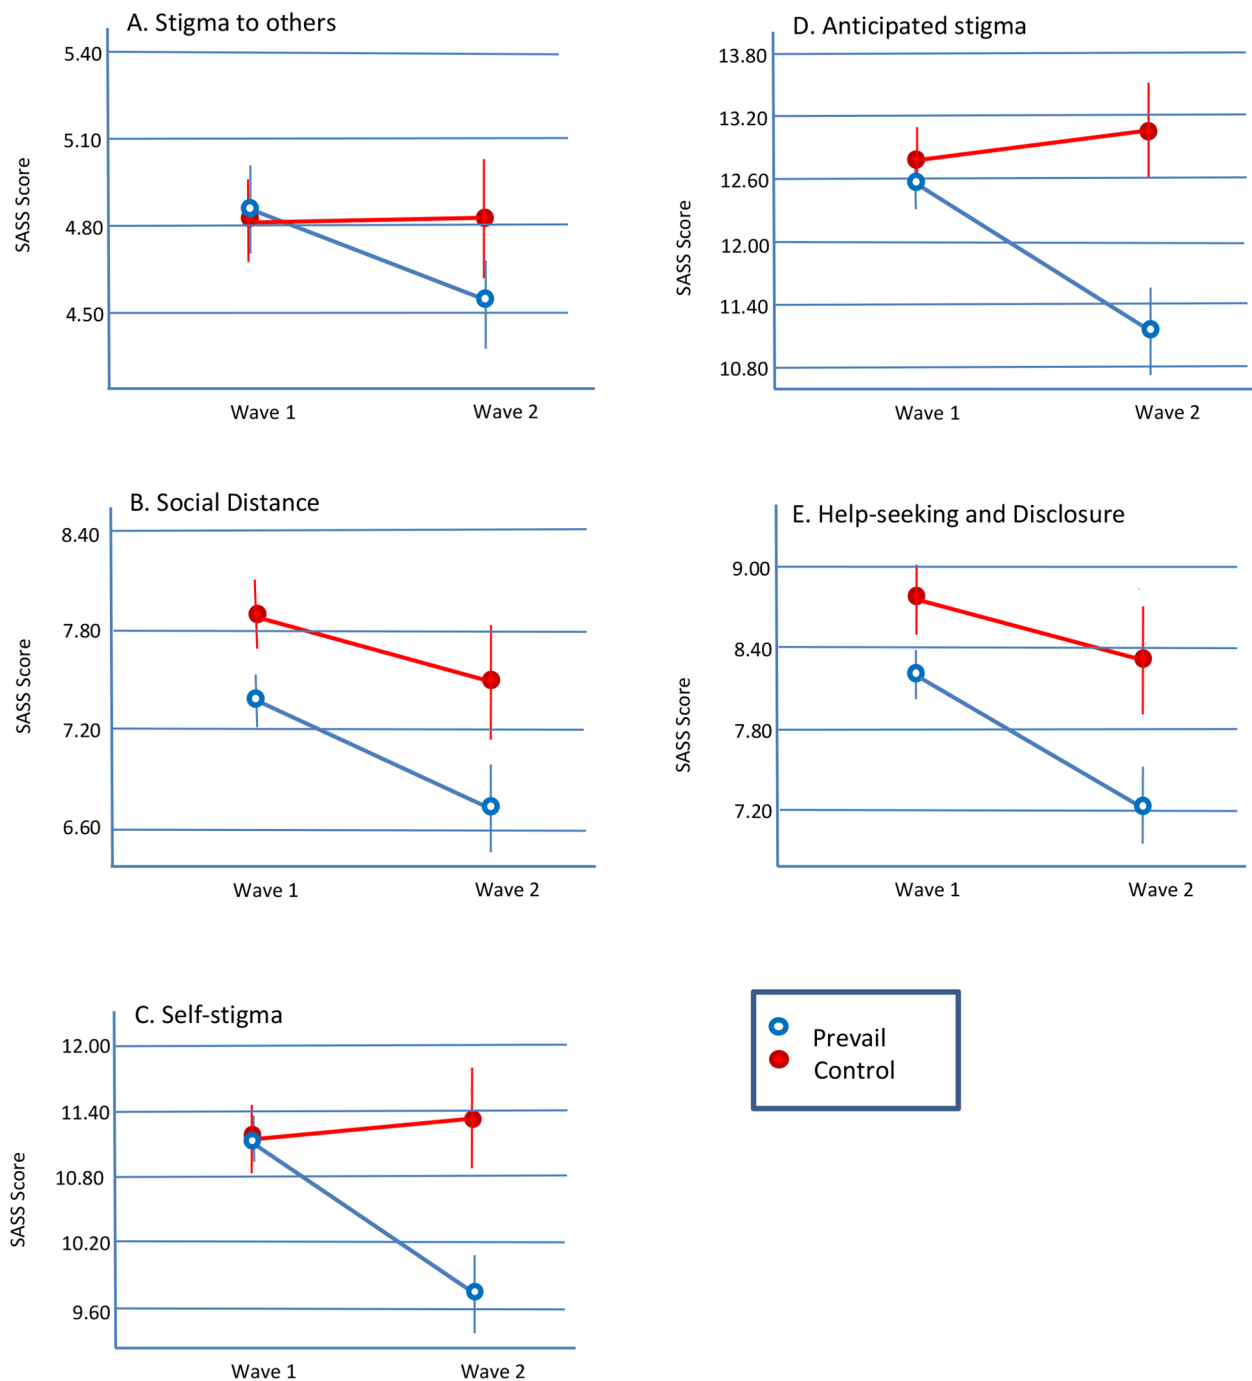 A. Stigma to others
5.40
5.10
4.80
4.50
SASS Score
Wave 1 Wave 2
D. Anticipated stigma
13.80
13.20
12.60
12.00
11.40
10.80
SASS Score
Wave 1 Wave 2
B. Social Distance
8.40
7.80
7.20
6.60
SASS Score
Wave 1 Wave 2
E. Help-seeking and Disclosure
9.00
8.40
7.80
7.20
SASS Score
Wave 1 Wave 2
C. Self-stigma
12.00
11.40
10.80
10.20
9.60
SASS Score
Wave 1 Wave 2
Prevail
Control